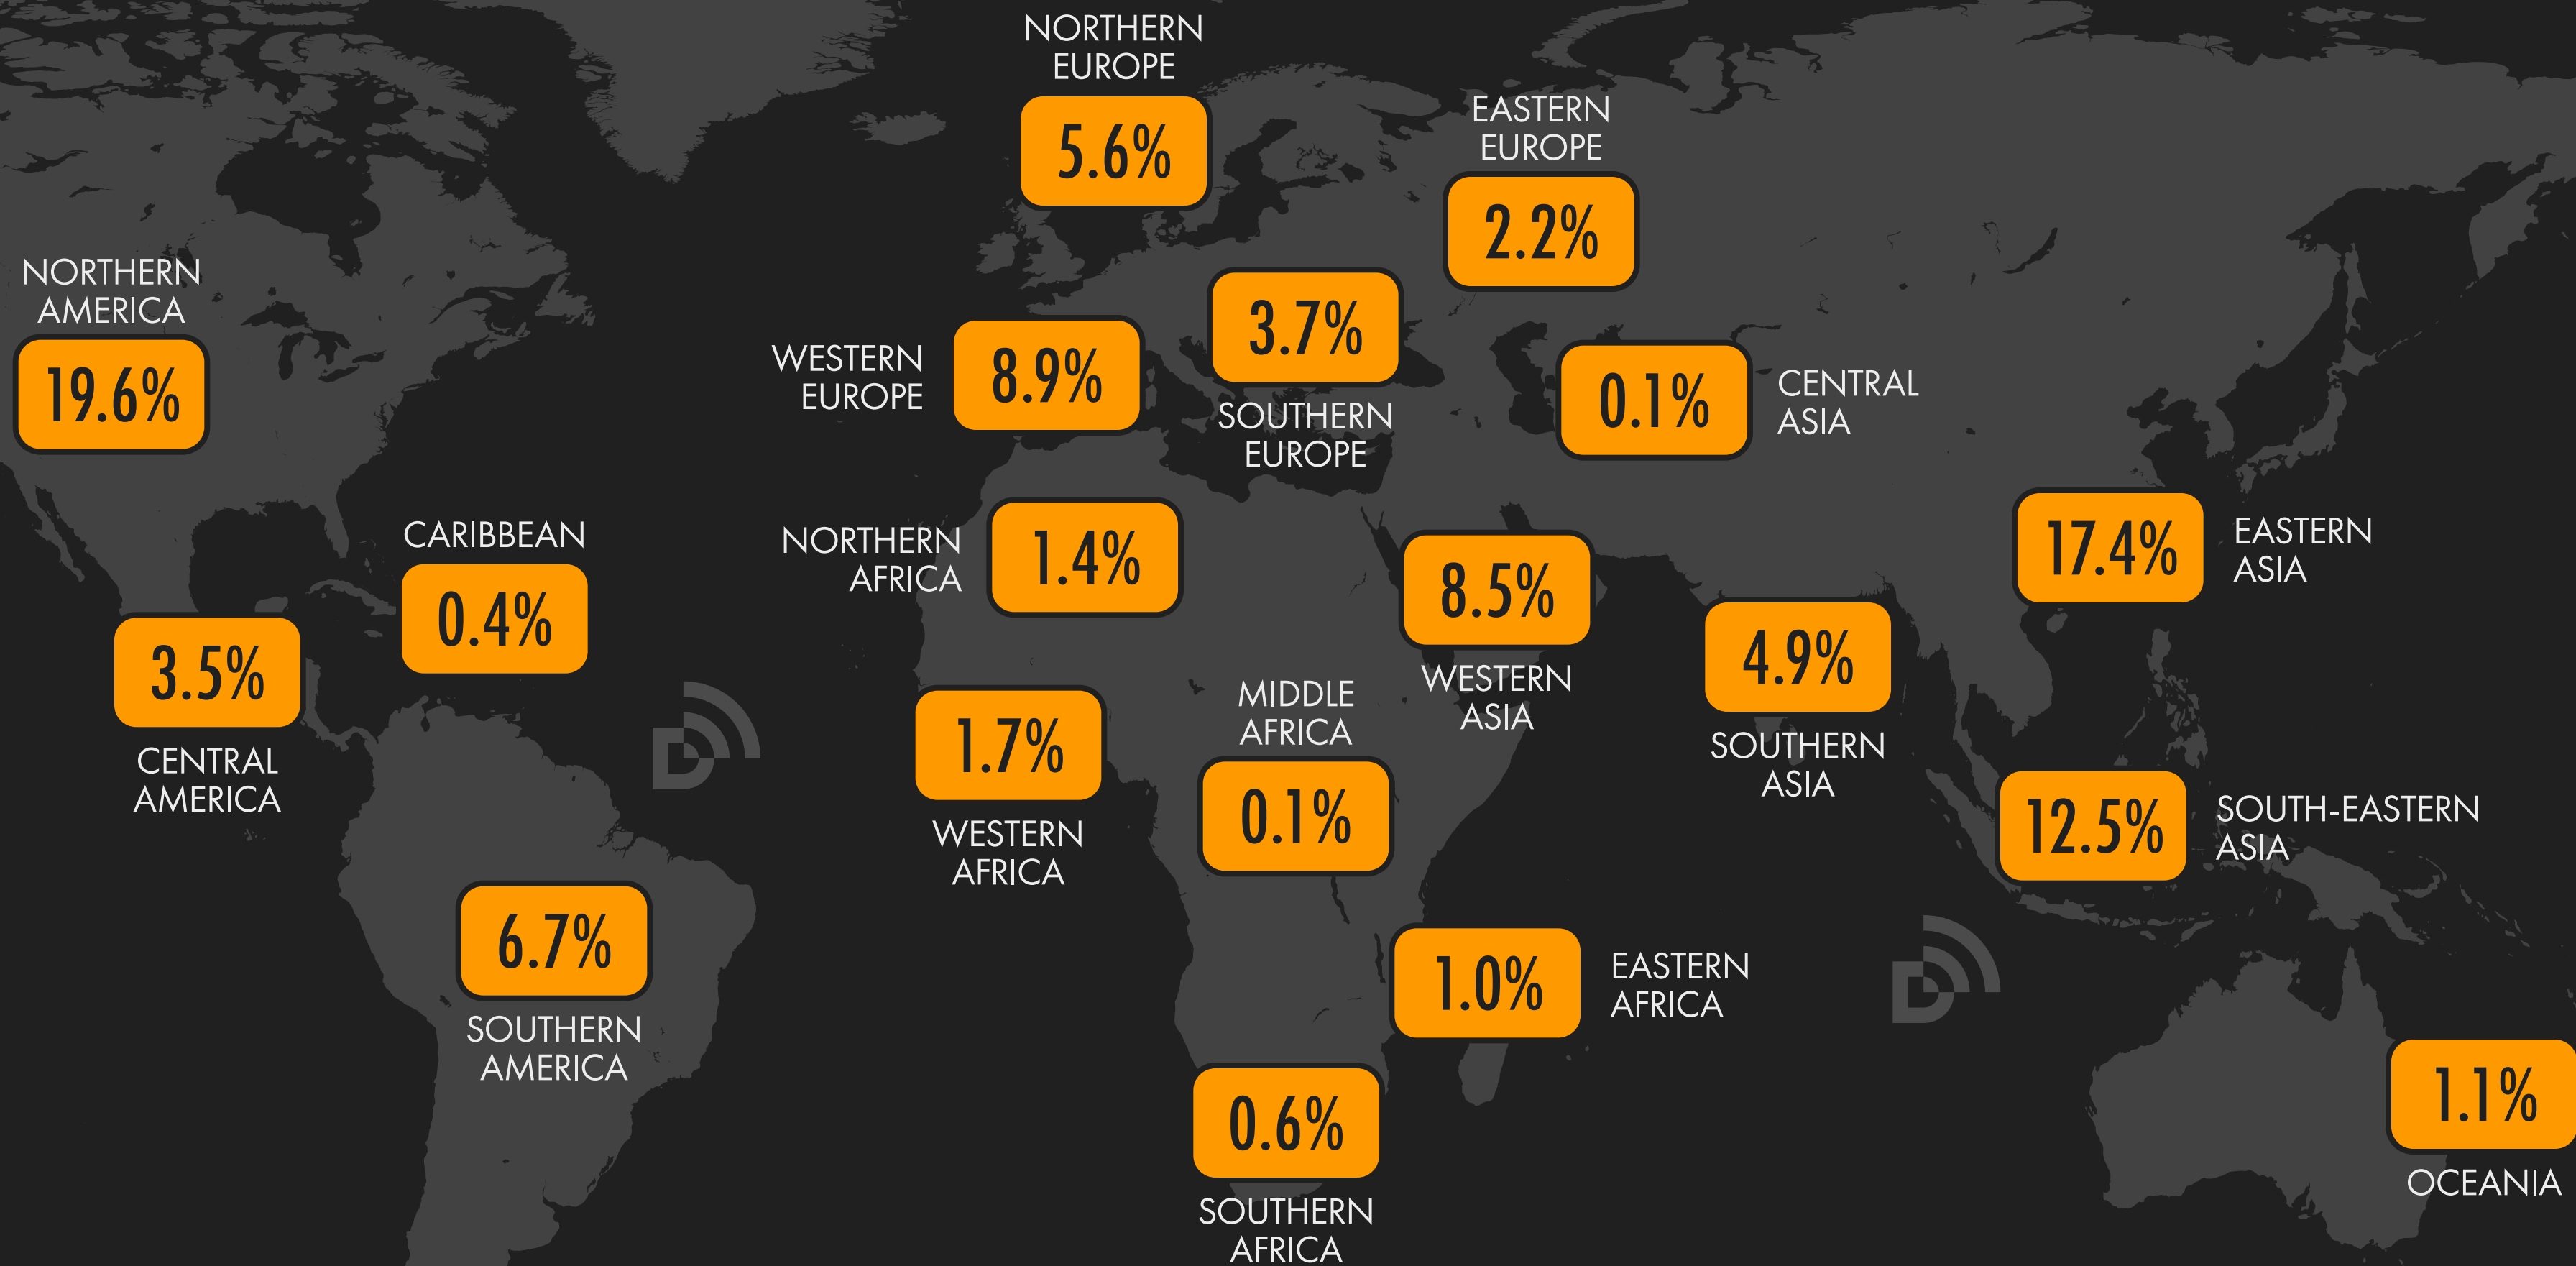 NORTHERN
EUROPE
5.6%
EASTERN
EUROPE
2.2%
NORTHERN
AMERICA
19.6%
WESTERN
EUROPE
8.9%
3.7%
SOUTHERN
EUROPE
0.1%
CENTRAL
ASIA
CARIBBEAN
0.4%
NORTHERN
AFRICA
1.4%
8.5%
WESTERN
ASIA
17.4%
EASTERN
ASIA
3.5%
CENTRAL
AMERICA
4.9%
SOUTHERN
ASIA
1.7%
WESTERN
AFRICA
MIDDLE
AFRICA
0.1%
12.5%
SOUTH-EASTERN
ASIA
6.7%
SOUTHERN
AMERICA
1.0%
EASTERN
AFRICA
0.6%
SOUTHERN
AFRICA
1.1%
OCEANIA